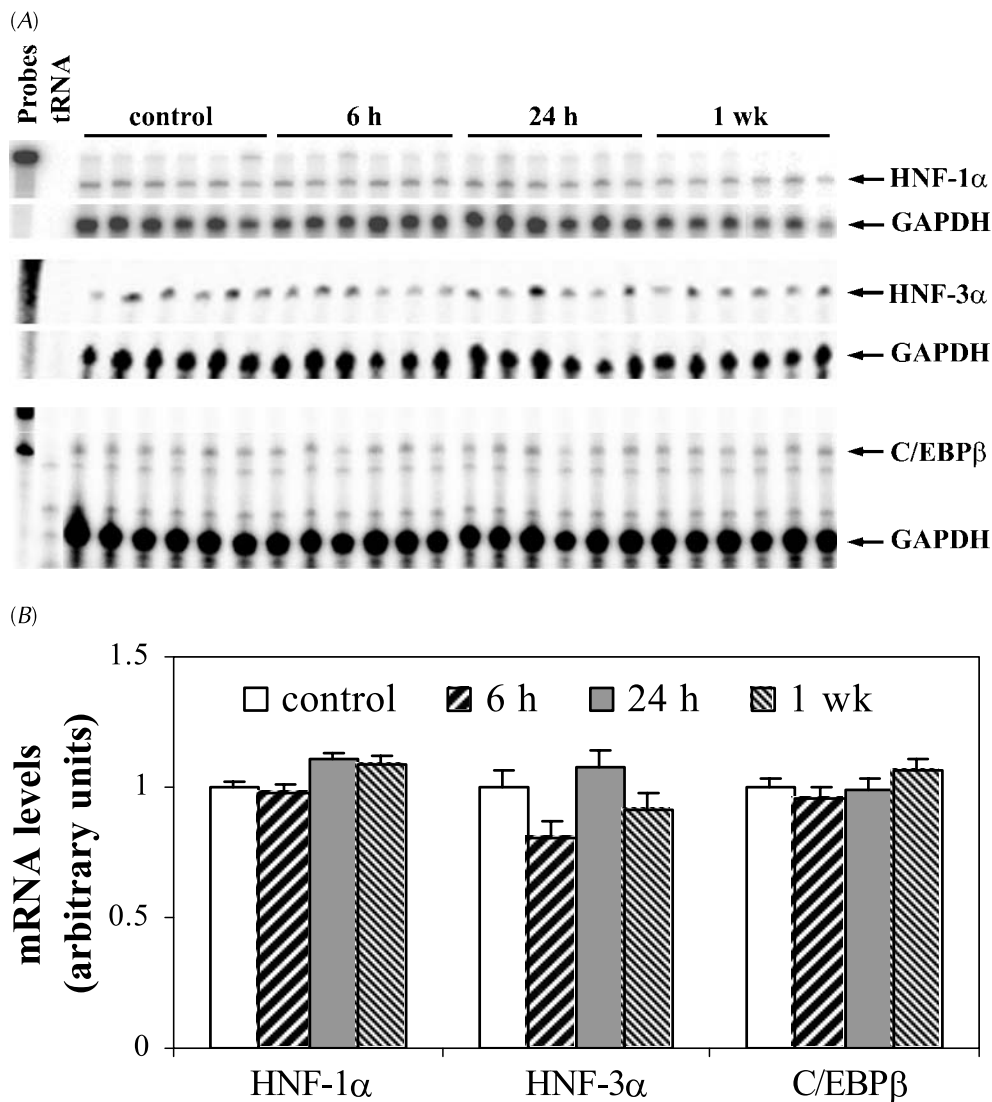 (A)
Probes
tRNA
control 6 h 24 h 1 wk
HNF-1α
GAPDH
HNF-3α
GAPDH
C/EBPβ
GAPDH
(B)
mRNA levels
(arbitrary units)
1.5
1
0.5
0
control 6 h 24 h 1 wk
HNF-1α HNF-3α C/EBPβ